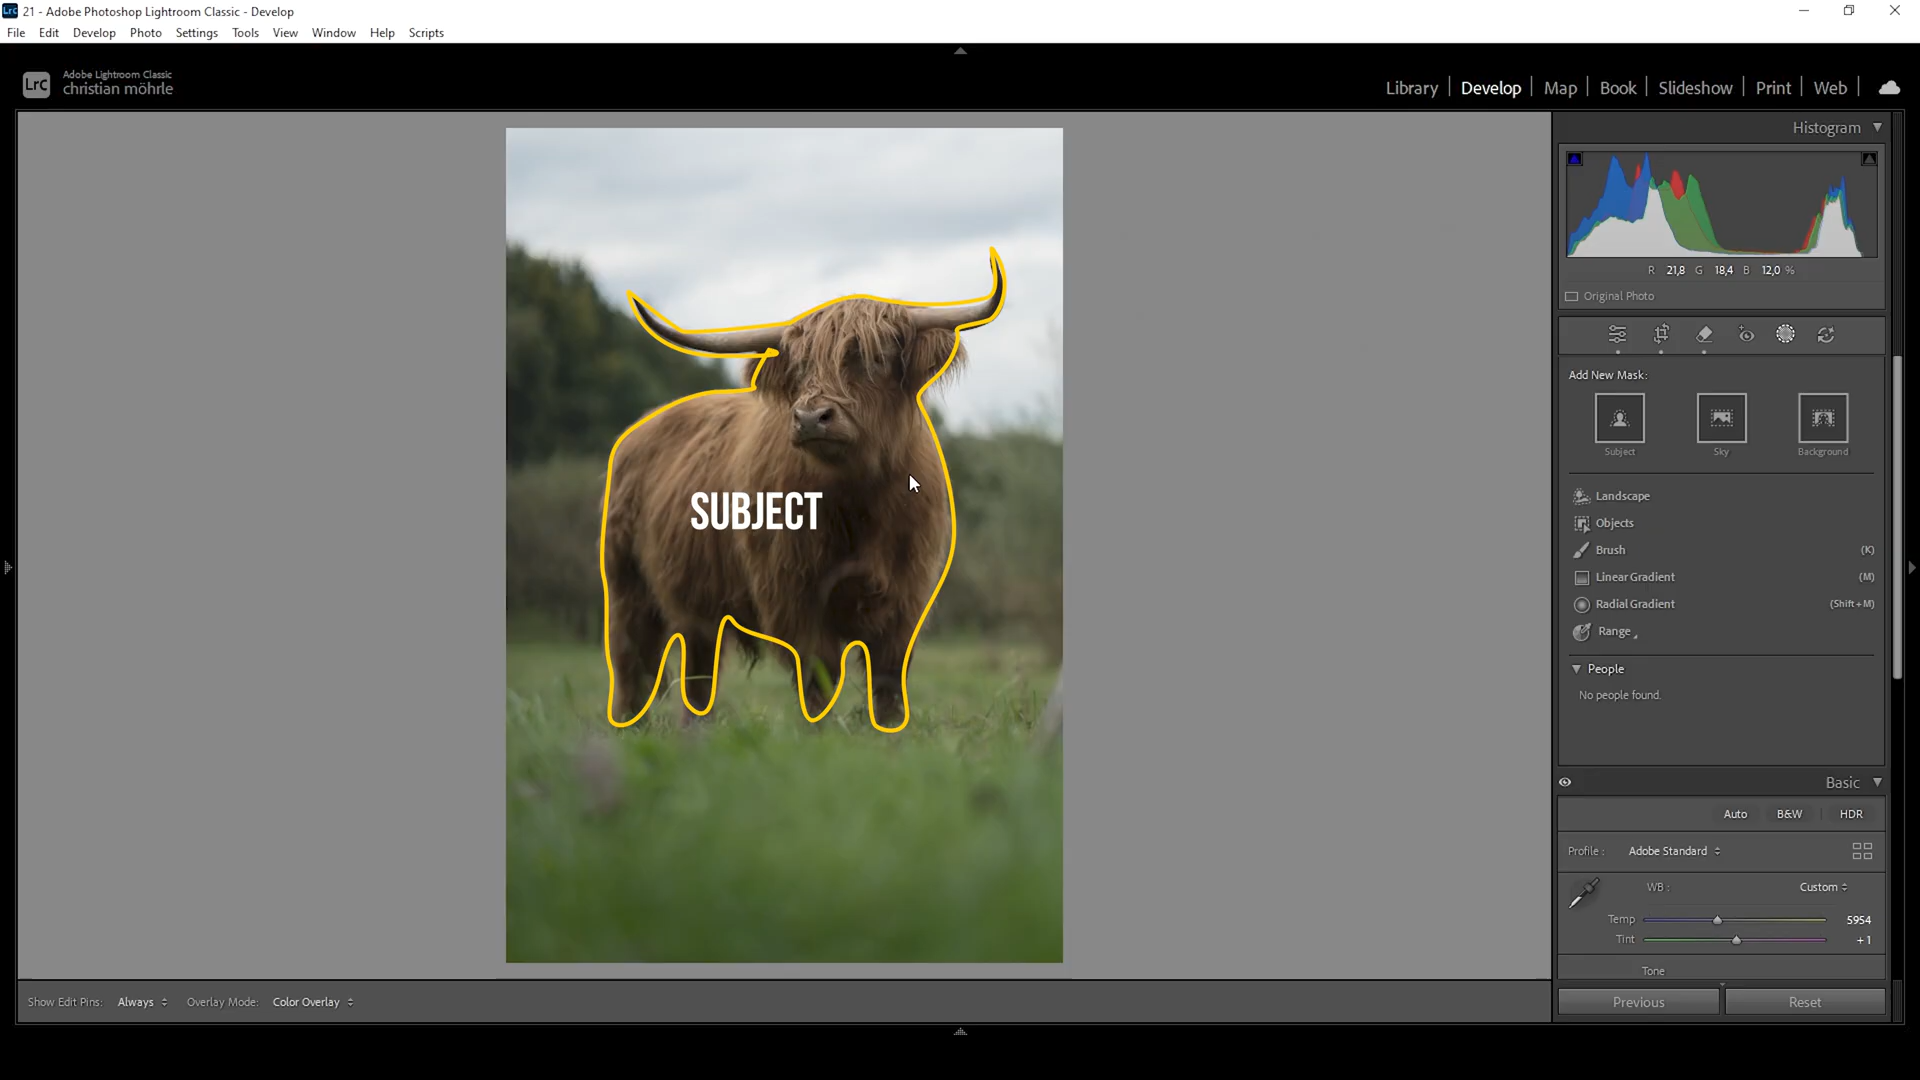 21 - Adobe Photoshop Lightroom Classic - Develop
File Edit Develop Photo Settings Tools View Window Help Scripts
Lrc
Adobe Lightroom Classic
christian möhrle
Library Develop Map Book Slideshow Print Web
Histogram
R 21,8 G 18,4 B 12,0 %
Original Photo
Add New Mask:
Subject Sky Background
Landscape
Objects
Brush (K)
Linear Gradient (M)
Radial Gradient (Shift+M)
Range
People
No people found.
Basic
Auto B&W HDR
Profile : Adobe Standard
WB : Custom
Temp 5954
Tint +1
Tone
Previous Reset
SUBJECT
Show Edit Pins: Always Overlay Mode: Color Overlay